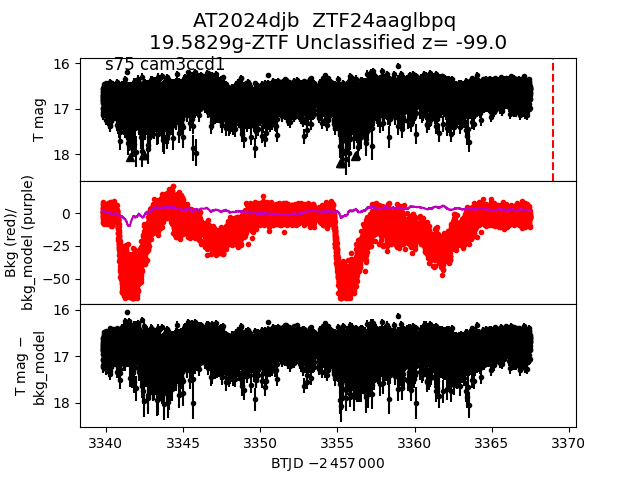 AT2024djb  ZTF24aaglbpq
19.5829g-ZTF Unclassified z= -99.0
s75 cam3ccd1
T mag
16
17
18
Bkg (red)/
bkg_model (purple)
0
−25
−50
T mag −
bkg_model
16
17
18
3340 3345 3350 3355 3360 3365 3370
BTJD −2 457 000